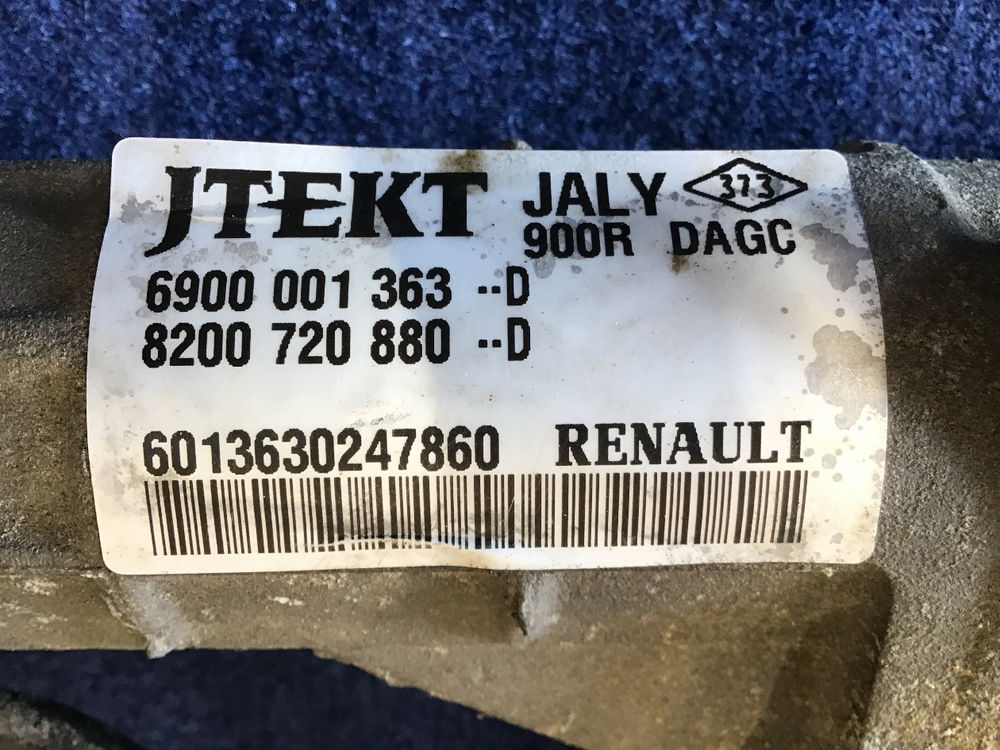 JTEKT JALY 373
900R DAGC
6900 001 363 --D
8200 720 880 --D
6013630247860 RENAULT